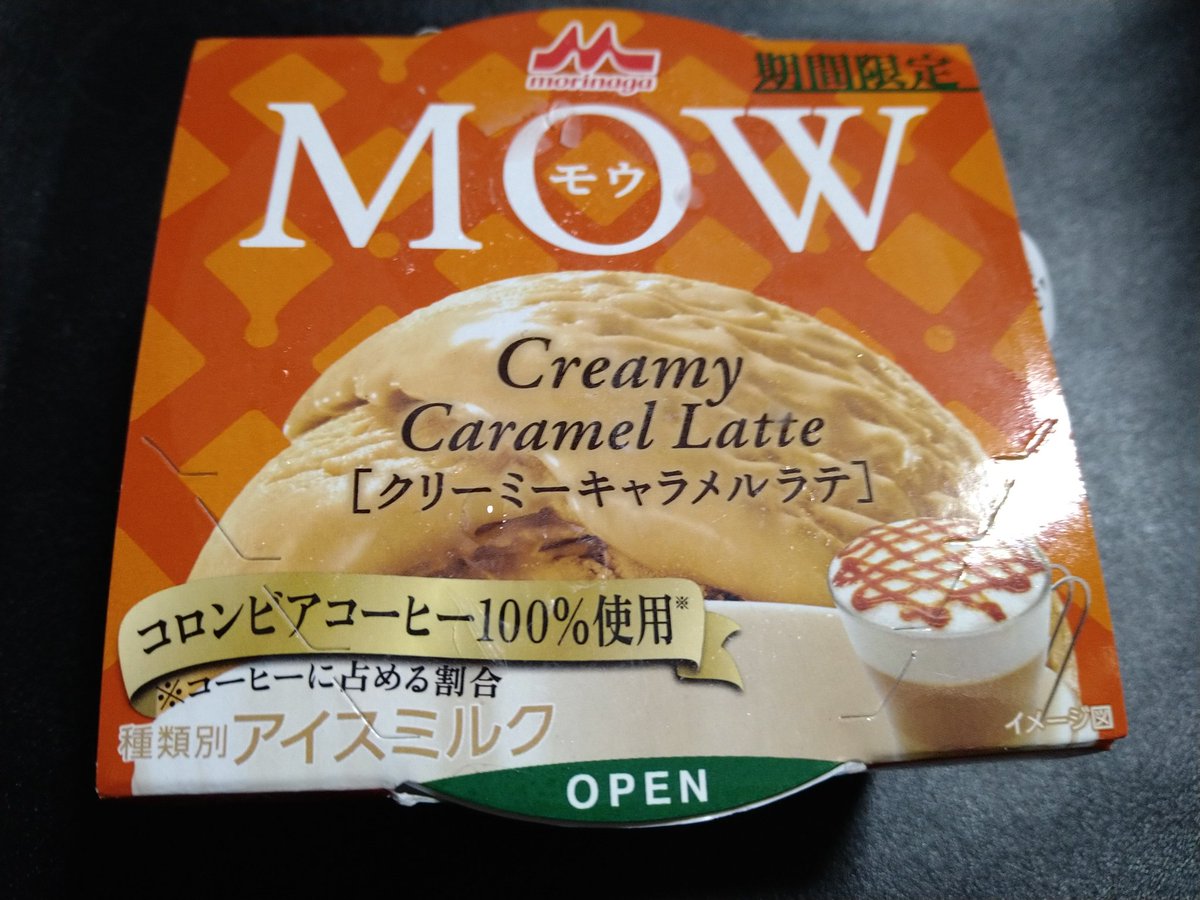 morinaga
期間限定
MOW
モウ
Creamy
Caramel Latte
[クリーミーキャラメルラテ]
コロンビアコーヒー100%使用※
※コーヒーに占める割合
種類別アイスミルク
イメージ図
OPEN